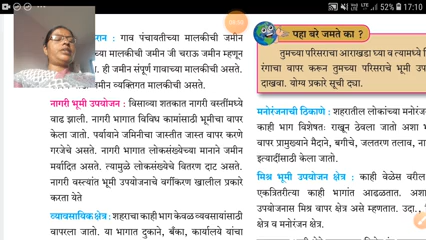 52%
17:10
रान : गाव पंचायतीच्या मालकीची जमीन
च्या मालकीची जमीन जी चराऊ जमीन म्हणून
. ही जमीन संपूर्ण गावाच्या मालकीची असते.
जमीन व्यक्तिगत मालकीची असते.
नागरी भूमी उपयोजन : विसाव्या शतकात नागरी वस्त्यांमध्ये
वाढ झाली. नागरी भागात विविध कामांसाठी भूमीचा वापर
केला जातो. पर्यायाने जमिनीचा जास्तीत जास्त वापर करणे
गरजेचे असते. नागरी भागात लोकसंख्येच्या मानाने जमीन
मर्यादित असते. त्यामुळे लोकसंख्येचे वितरण दाट असते.
नागरी वस्त्यांत भूमी उपयोजनाचे वर्गीकरण खालील प्रकारे
करता येते
व्यावसायिक क्षेत्र : शहराचा काही भाग केवळ व्यवसायांसाठी
वापरला जातो. या भागात दुकाने, बँका, कार्यालये यांचा
पहा बरे जमते का ?
तुमच्या परिसराचा आराखडा घ्या व त्यामध्ये
रंगाचा वापर करून तुमच्या परिसराचे भूमी उप
दाखवा. योग्य प्रकारे सूची द्या.
मनोरंजनाची ठिकाणे : शहरातील लोकांच्या मनोरंज
काही भाग विशेषतः राखून ठेवला जातो अशा
वापर प्रामुख्याने मैदाने, बगीचे, जलतरण तलाव, ना
इत्यादींसाठी केला जातो.
मिश्र भूमी उपयोजन क्षेत्र : काही वेळेस वरील
एकत्रितरीत्या काही भागांत आढळतात. अशा
उपयोजनास मिश्र वापर क्षेत्र असे म्हणतात. उदा.,
क्षेत्र व मनोरंजन क्षेत्र.